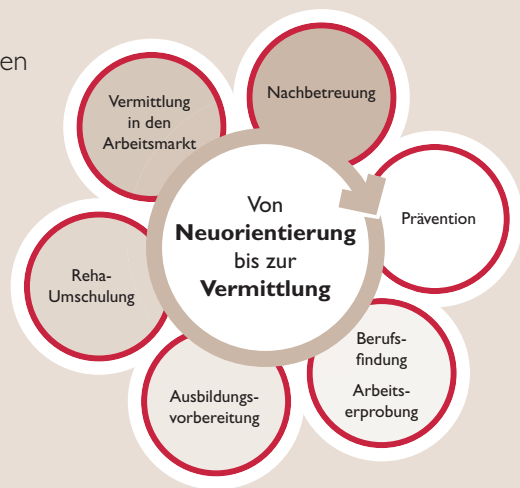 en
Von
Neuorientierung
bis zur
Vermittlung
Prävention
Berufs-
findung
Arbeits-
erprobung
Ausbildungs-
vorbereitung
Reha-
Umschulung
Vermittlung
in den
Arbeitsmarkt
Nachbetreuung